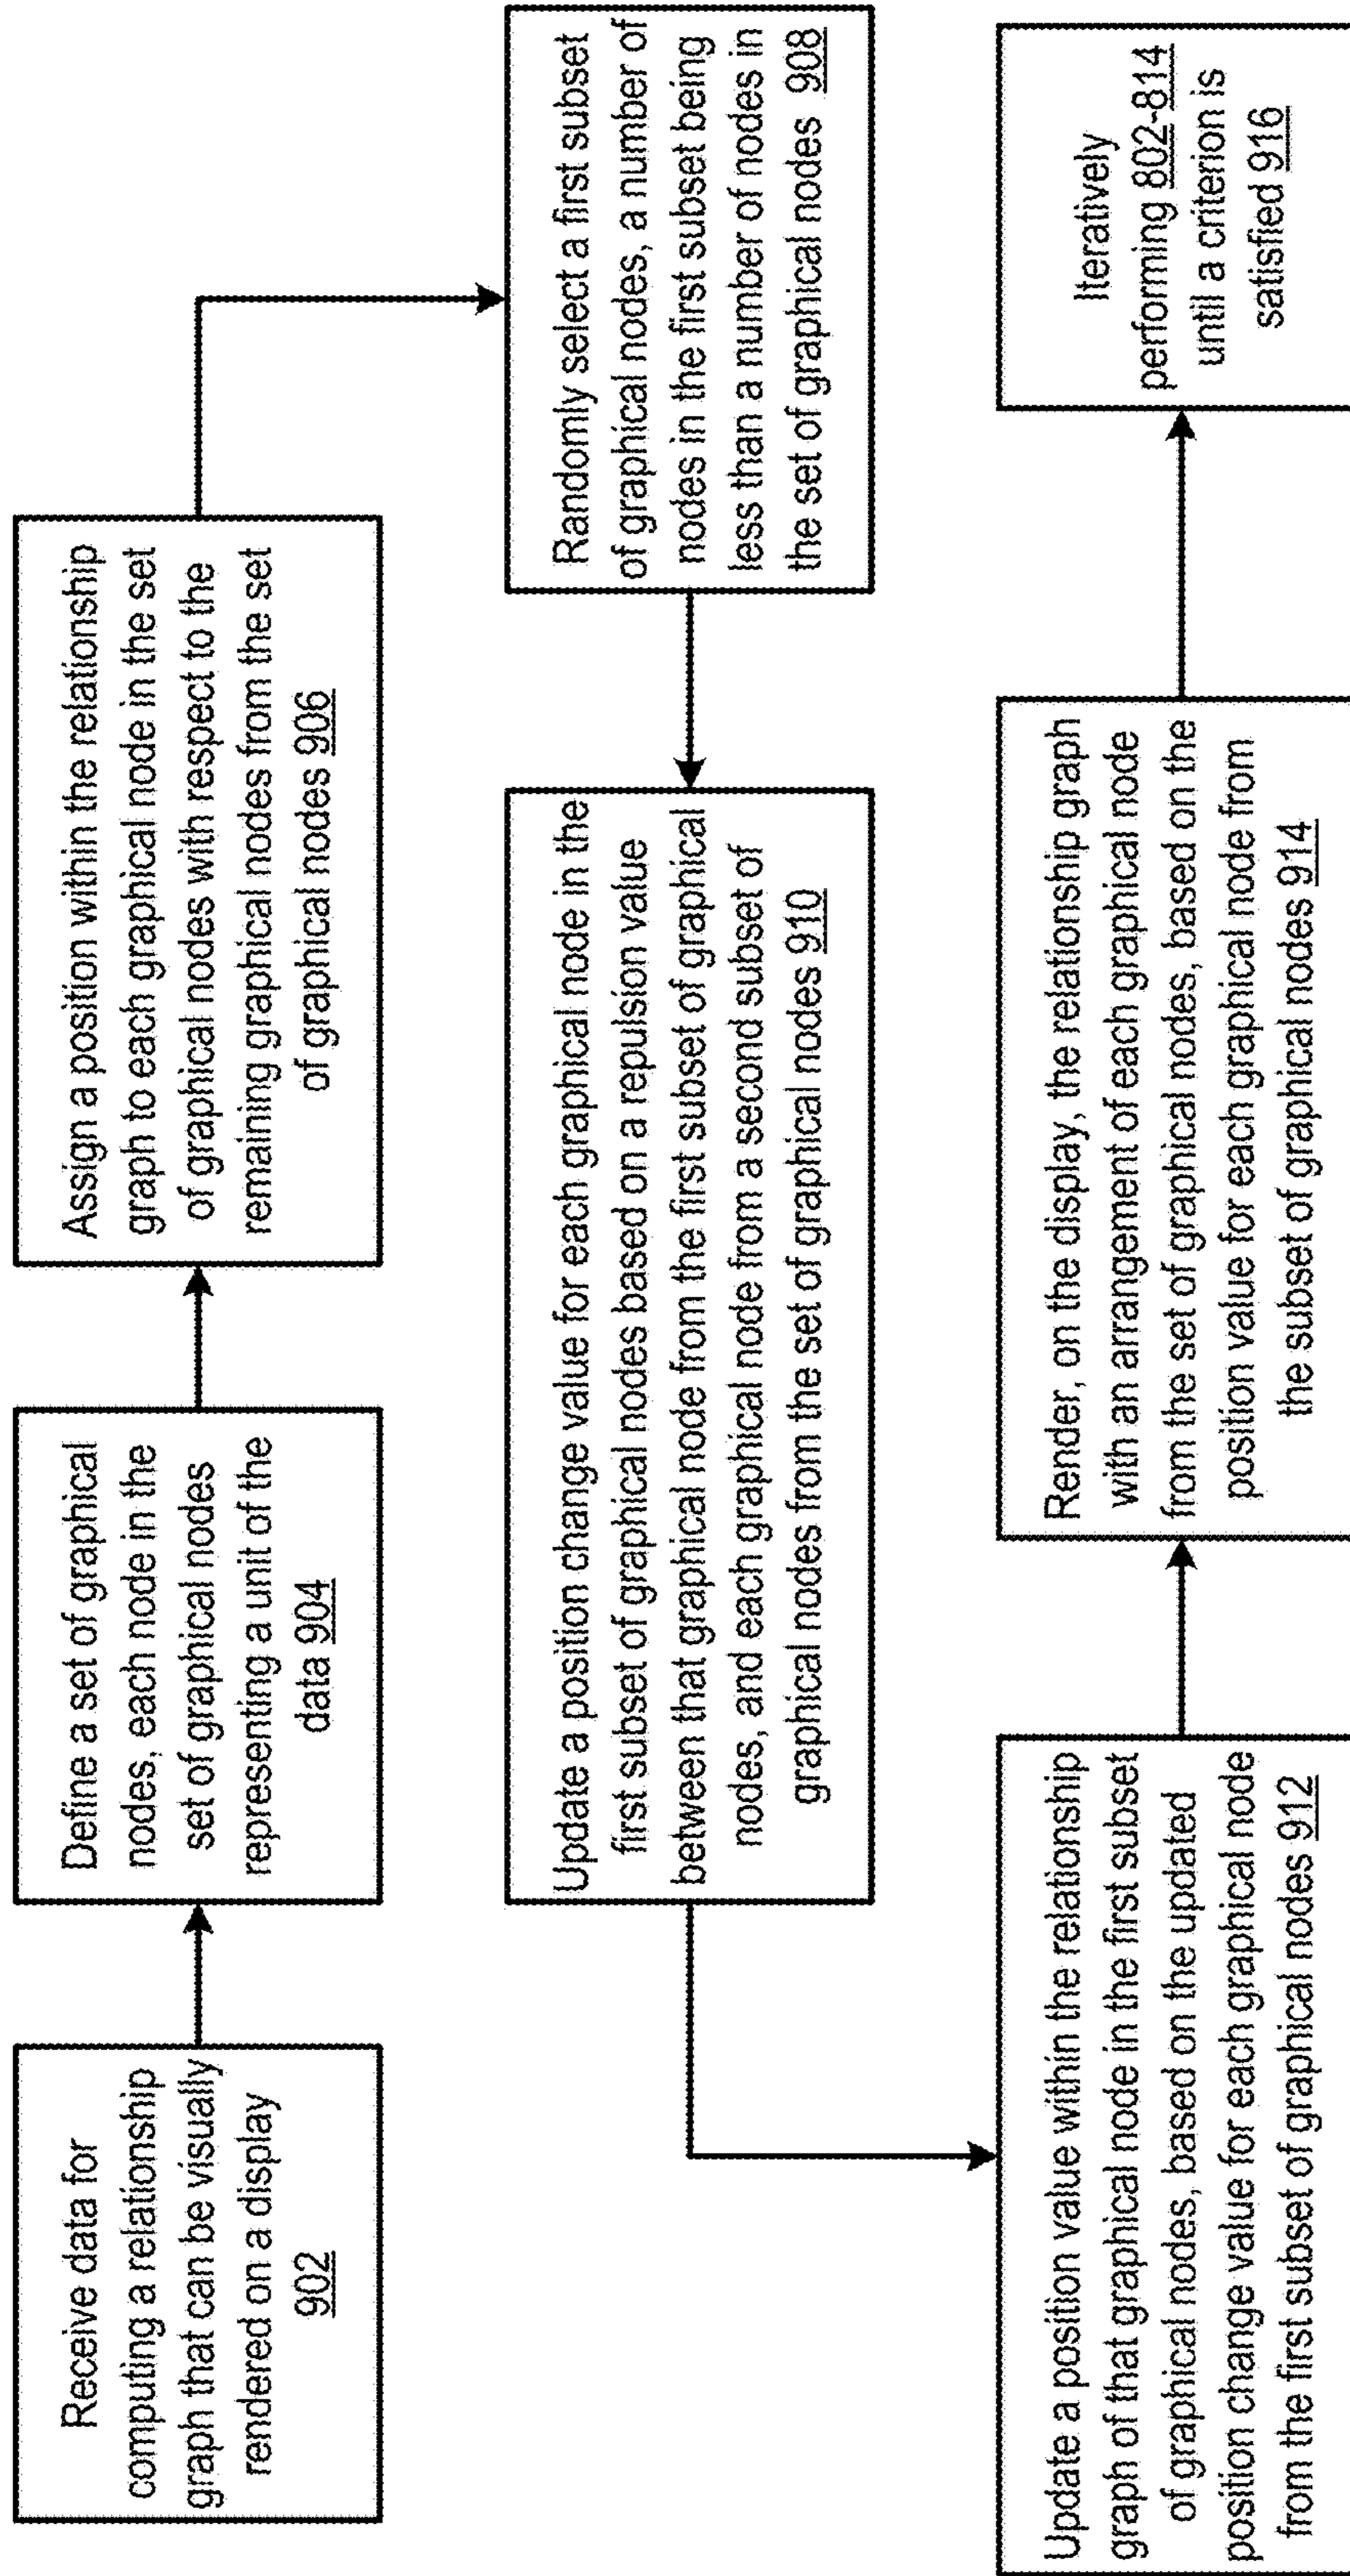 Receive data for
computing a relationship
graph that can be visually
rendered on a display
902
Define a set of graphical
nodes, each node in the
set of graphical nodes
representing a unit of the
data 904
Assign a position within the relationship
graph to each graphical node in the set
of graphical nodes with respect to the
remaining graphical nodes from the set
of graphical nodes 906
Randomly select a first subset
of graphical nodes, a number of
nodes in the first subset being
less than a number of nodes in
the set of graphical nodes 908
Update a position change value for each graphical node in the
first subset of graphical nodes based on a repulsion value
between that graphical node from the first subset of graphical
nodes, and each graphical node from a second subset of
graphical nodes from the set of graphical nodes 910
Update a position value within the relationship
graph of that graphical node in the first subset
of graphical nodes, based on the updated
position change value for each graphical node
from the first subset of graphical nodes 912
Render, on the display, the relationship graph
with an arrangement of each graphical node
from the set of graphical nodes, based on the
position value for each graphical node from
the subset of graphical nodes 914
Iteratively
performing 802-814
until a criterion is
satisfied 916